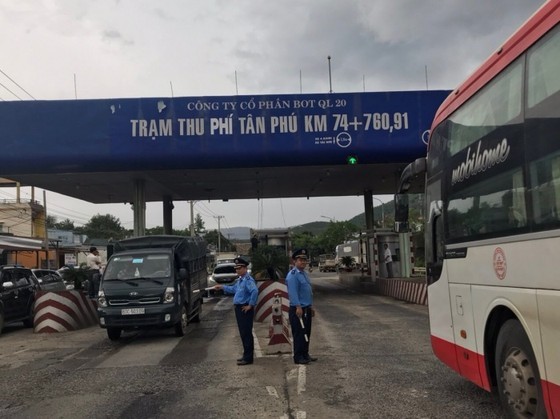 CÔNG TY CỔ PHẦN BOT QL 20
TRẠM THU PHÍ TÂN PHÚ KM 74+760,91
mobihome